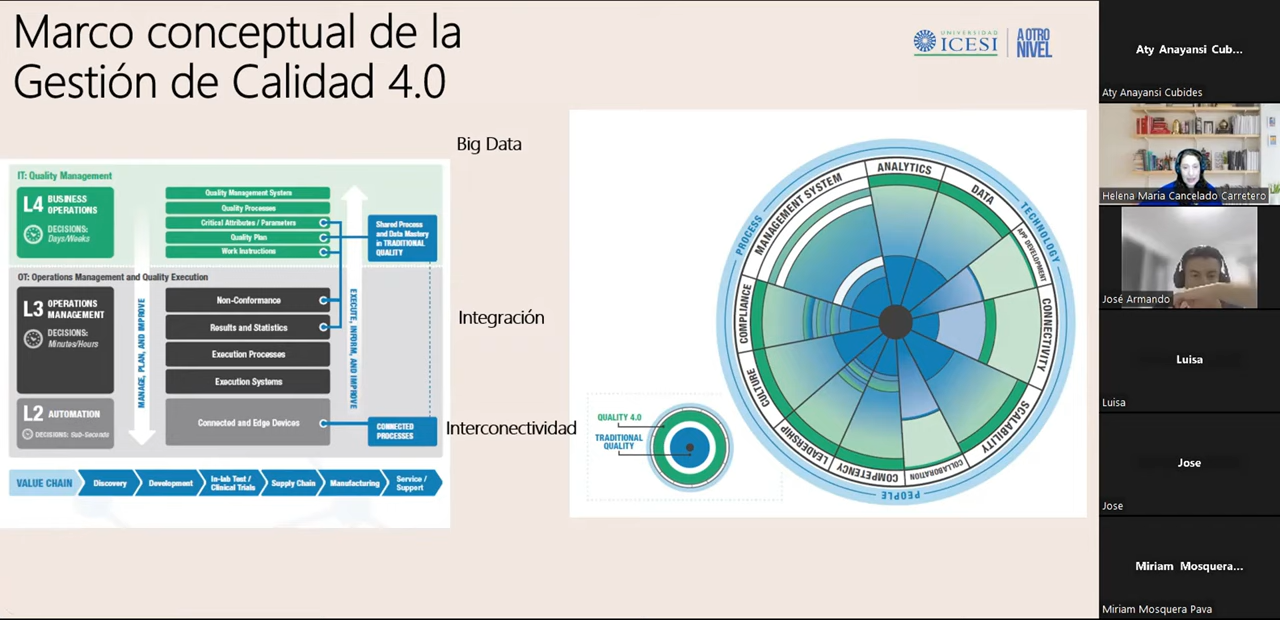 Marco conceptual de la
Gestión de Calidad 4.0
UNIVERSIDAD
ICESI
A OTRO
NIVEL
Big Data
Integración
Interconectividad
IT: Quality Management
L4 BUSINESS
OPERATIONS
DECISIONS:
Days/Weeks
Quality Management System
Quality Processes
Critical Attributes / Parameters
Quality Plan
Work Instructions
Shared Process
and Data Mastery
in TRADITIONAL
QUALITY
OT: Operations Management and Quality Execution
L3 OPERATIONS
MANAGEMENT
DECISIONS:
Minutes/Hours
Non-Conformance
Results and Statistics
Execution Processes
Execution Systems
MANAGE, PLAN, AND IMPROVE
EXECUTE, INFORM, AND IMPROVE
L2 AUTOMATION
DECISIONS: Sub-Seconds
Connected and Edge Devices
CONNECTED
PROCESSES
VALUE CHAIN
Discovery
Development
In-lab Test /
Clinical Trials
Supply Chain
Manufacturing
Service /
Support
QUALITY 4.0
TRADITIONAL
QUALITY
PROCESS
TECHNOLOGY
PEOPLE
MANAGEMENT SYSTEM
ANALYTICS
DATA
APP DEVELOPMENT
CONNECTIVITY
SCALABILITY
COLLABORATION
COMPETENCY
LEADERSHIP
CULTURE
COMPLIANCE
Aty Anayansi Cub...
Aty Anayansi Cubides
Helena Maria Cancelado Carretero
José Armando
Luisa
Luisa
Jose
Jose
Miriam Mosquera...
Miriam Mosquera Pava